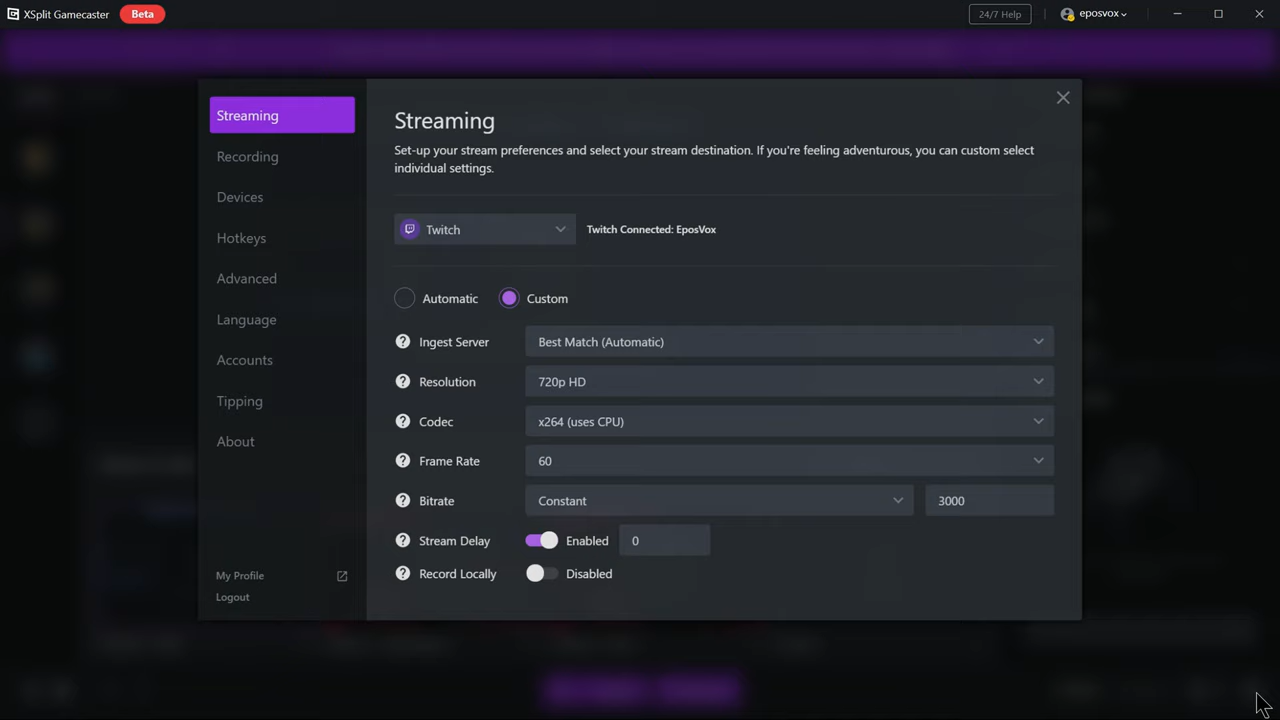 XSplit Gamecaster
Beta
24/7 Help
eposvox
Streaming
Recording
Devices
Hotkeys
Advanced
Language
Accounts
Tipping
About
My Profile
Logout
Streaming
Set-up your stream preferences and select your stream destination. If you're feeling adventurous, you can custom select
individual settings.
Twitch
Twitch Connected: EposVox
Automatic
Custom
Ingest Server
Best Match (Automatic)
Resolution
720p HD
Codec
x264 (uses CPU)
Frame Rate
60
Bitrate
Constant
3000
Stream Delay
Enabled
0
Record Locally
Disabled